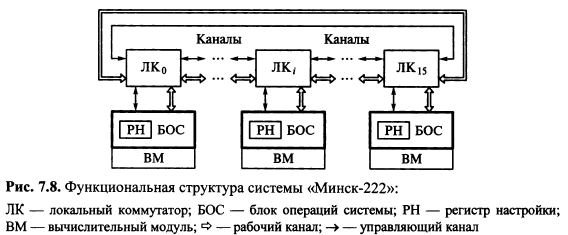 Каналы Каналы
ЛК0 ... ... ЛКi ... ... ЛК15
РН БОС РН БОС РН БОС
ВМ ВМ ВМ
Рис. 7.8. Функциональная структура системы «Минск-222»:
ЛК — локальный коммутатор; БОС — блок операций системы; РН — регистр настройки;
ВМ — вычислительный модуль; ⇨ — рабочий канал; → — управляющий канал